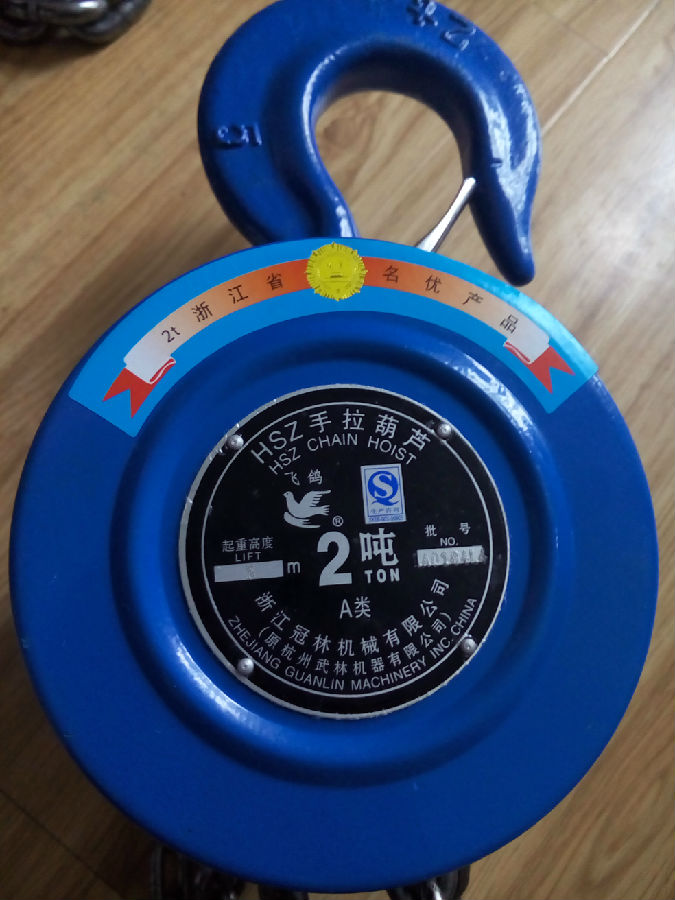 2t 浙江省 名优产品
HSZ手拉葫芦
HSZ CHAIN HOIST
飞鸽
®
起重高度
LIFT
m
2吨
TON
批号
NO.
A类
浙江冠林机械有限公司
(原杭州武林机器有限公司)
ZHEJIANG GUANLIN MACHINERY INC.CHINA